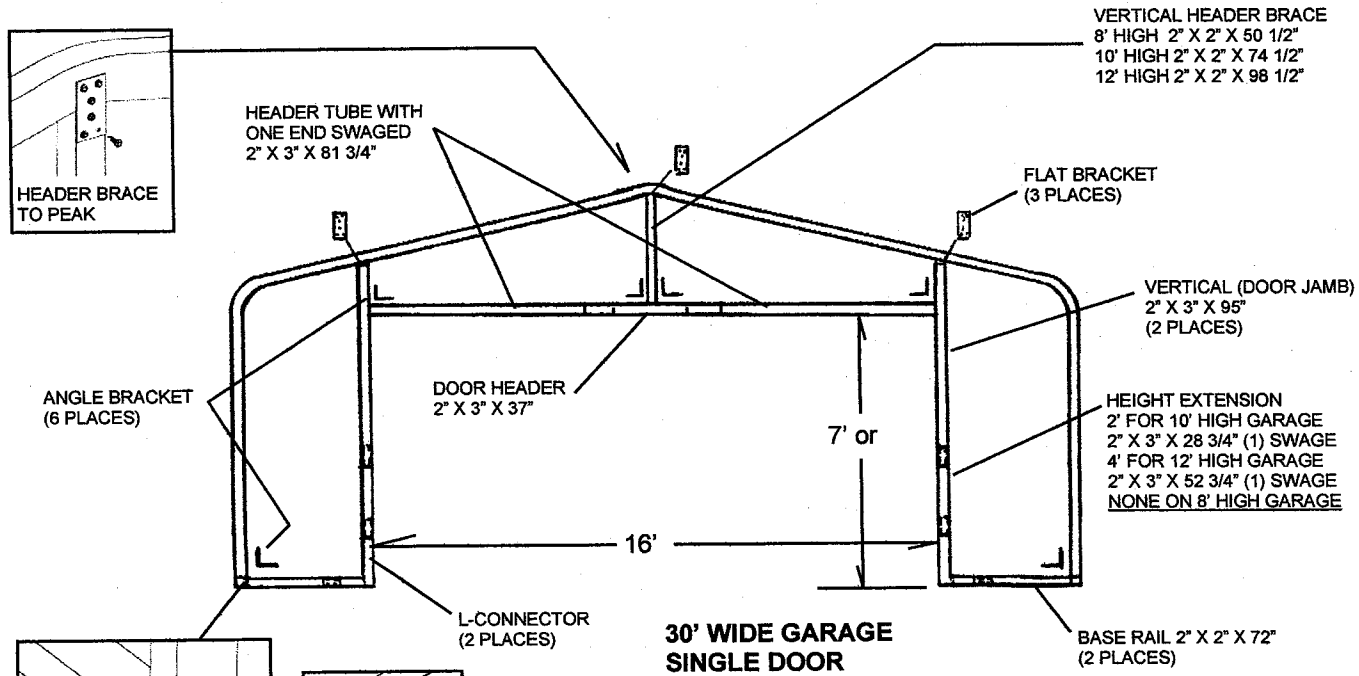 VERTICAL HEADER BRACE
8' HIGH 2" X 2" X 50 1/2"
10' HIGH 2" X 2" X 74 1/2"
12' HIGH 2" X 2" X 98 1/2"
HEADER TUBE WITH
ONE END SWAGED
2" X 3" X 81 3/4"
HEADER BRACE
TO PEAK
FLAT BRACKET
(3 PLACES)
VERTICAL (DOOR JAMB)
2" X 3" X 95"
(2 PLACES)
ANGLE BRACKET
(6 PLACES)
DOOR HEADER
2" X 3" X 37"
7' or
HEIGHT EXTENSION
2' FOR 10' HIGH GARAGE
2" X 3" X 28 3/4" (1) SWAGE
4' FOR 12' HIGH GARAGE
2" X 3" X 52 3/4" (1) SWAGE
NONE ON 8' HIGH GARAGE
16'
L-CONNECTOR
(2 PLACES)
30' WIDE GARAGE
SINGLE DOOR
BASE RAIL 2" X 2" X 72"
(2 PLACES)